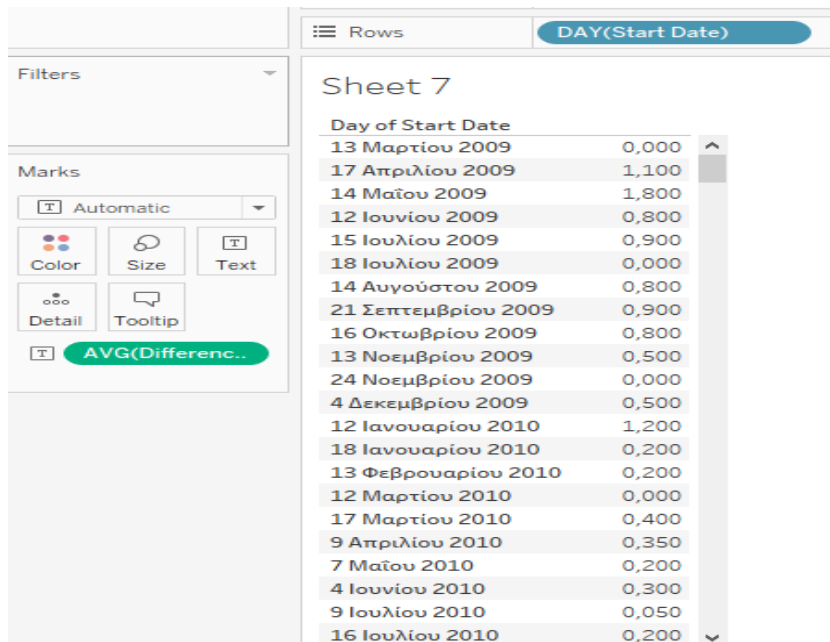 Rows
DAY(Start Date)
Filters
Marks
T Automatic
Color Size T Text
Detail Tooltip
T AVG(Differenc..
Sheet 7
Day of Start Date
13 Μαρτίου 2009 0,000
17 Απριλίου 2009 1,100
14 Μαΐου 2009 1,800
12 Ιουνίου 2009 0,800
15 Ιουλίου 2009 0,900
18 Ιουλίου 2009 0,000
14 Αυγούστου 2009 0,800
21 Σεπτεμβρίου 2009 0,900
16 Οκτωβρίου 2009 0,800
13 Νοεμβρίου 2009 0,500
24 Νοεμβρίου 2009 0,000
4 Δεκεμβρίου 2009 0,500
12 Ιανουαρίου 2010 1,200
18 Ιανουαρίου 2010 0,200
13 Φεβρουαρίου 2010 0,200
12 Μαρτίου 2010 0,000
17 Μαρτίου 2010 0,400
9 Απριλίου 2010 0,350
7 Μαΐου 2010 0,200
4 Ιουνίου 2010 0,300
9 Ιουλίου 2010 0,050
16 Ιουλίου 2010 0,200